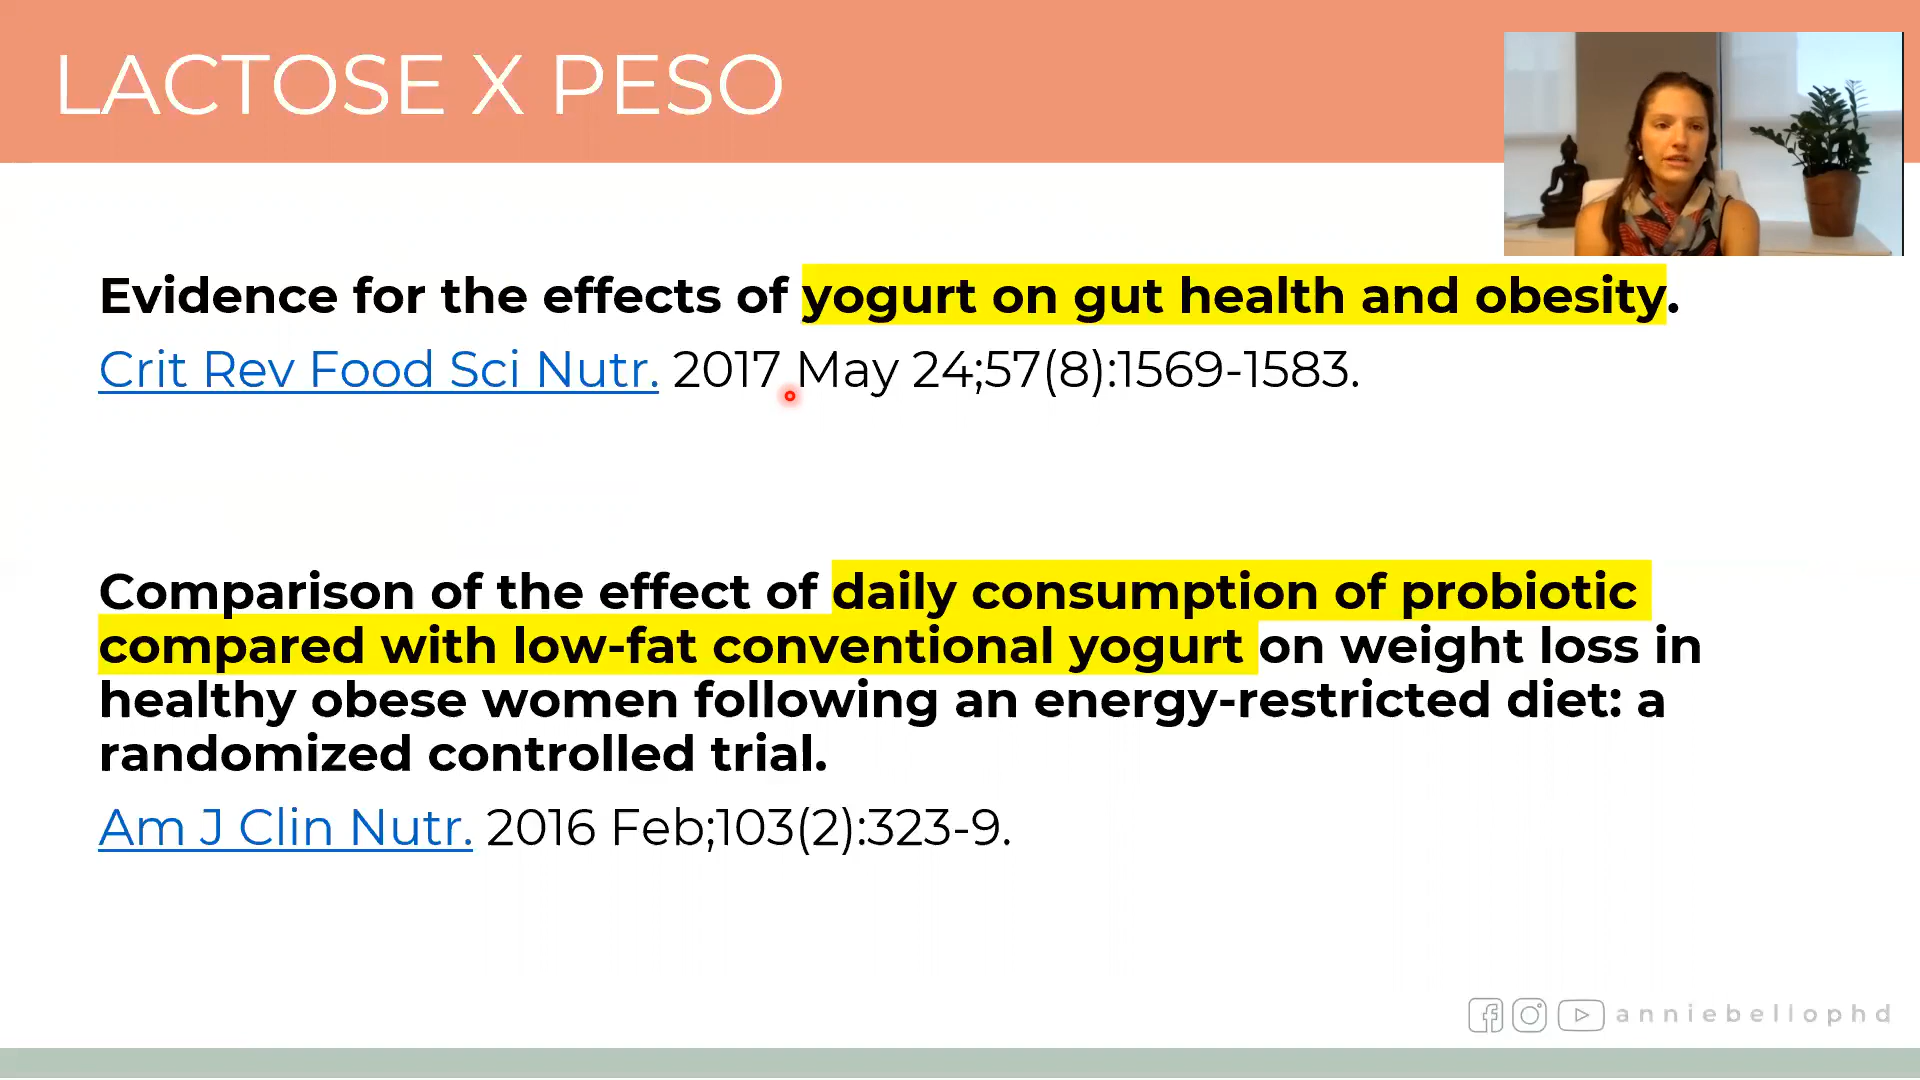 LACTOSE X PESO
Evidence for the effects of yogurt on gut health and obesity.
Crit Rev Food Sci Nutr. 2017 May 24;57(8):1569-1583.
Comparison of the effect of daily consumption of probiotic
compared with low-fat conventional yogurt on weight loss in
healthy obese women following an energy-restricted diet: a
randomized controlled trial.
Am J Clin Nutr. 2016 Feb;103(2):323-9.
anniebellophd